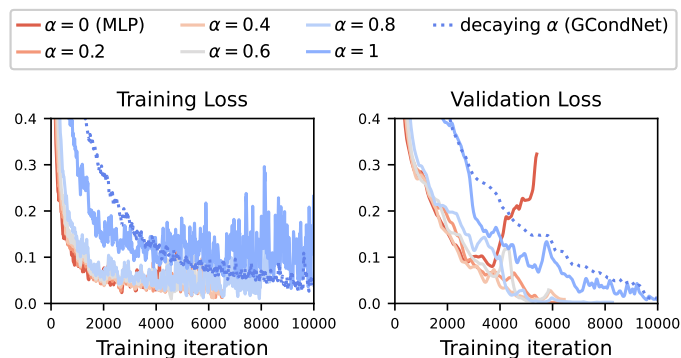 α = 0 (MLP) α = 0.4 α = 0.8 decaying α (GCondNet)
α = 0.2 α = 0.6 α = 1
Training Loss Validation Loss
0.4 0.4
0.3 0.3
0.2 0.2
0.1 0.1
0.0 0.0
0 2000 4000 6000 8000 10000 0 2000 4000 6000 8000 10000
Training iteration Training iteration